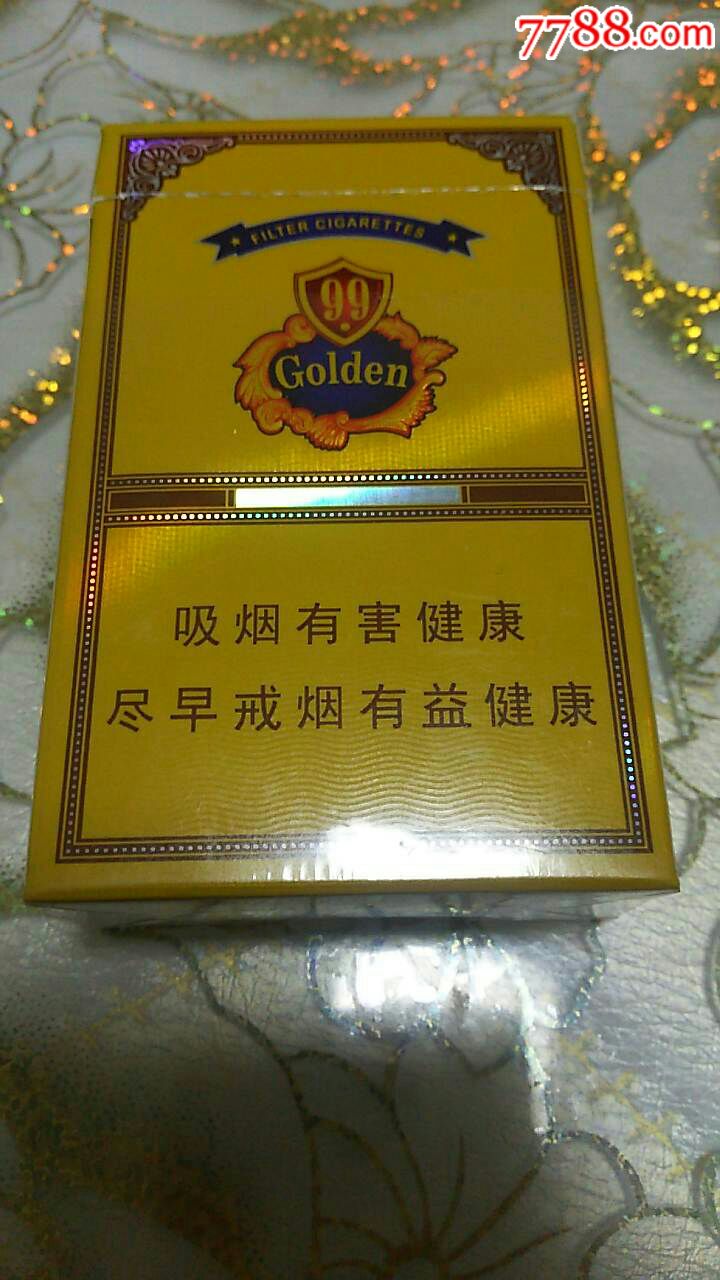 7788.com
FILTER CIGARETTES
99
Golden
吸烟有害健康
尽早戒烟有益健康